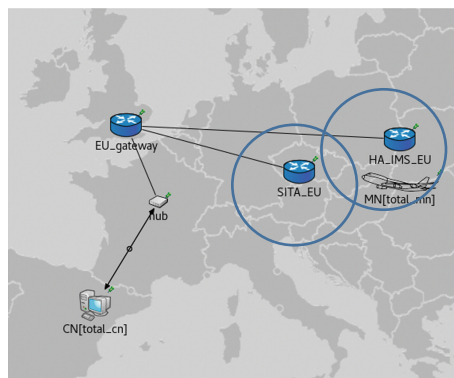 EU_gateway
HA_IMS_EU
SITA_EU
MN[total_mn]
hub
CN[total_cn]